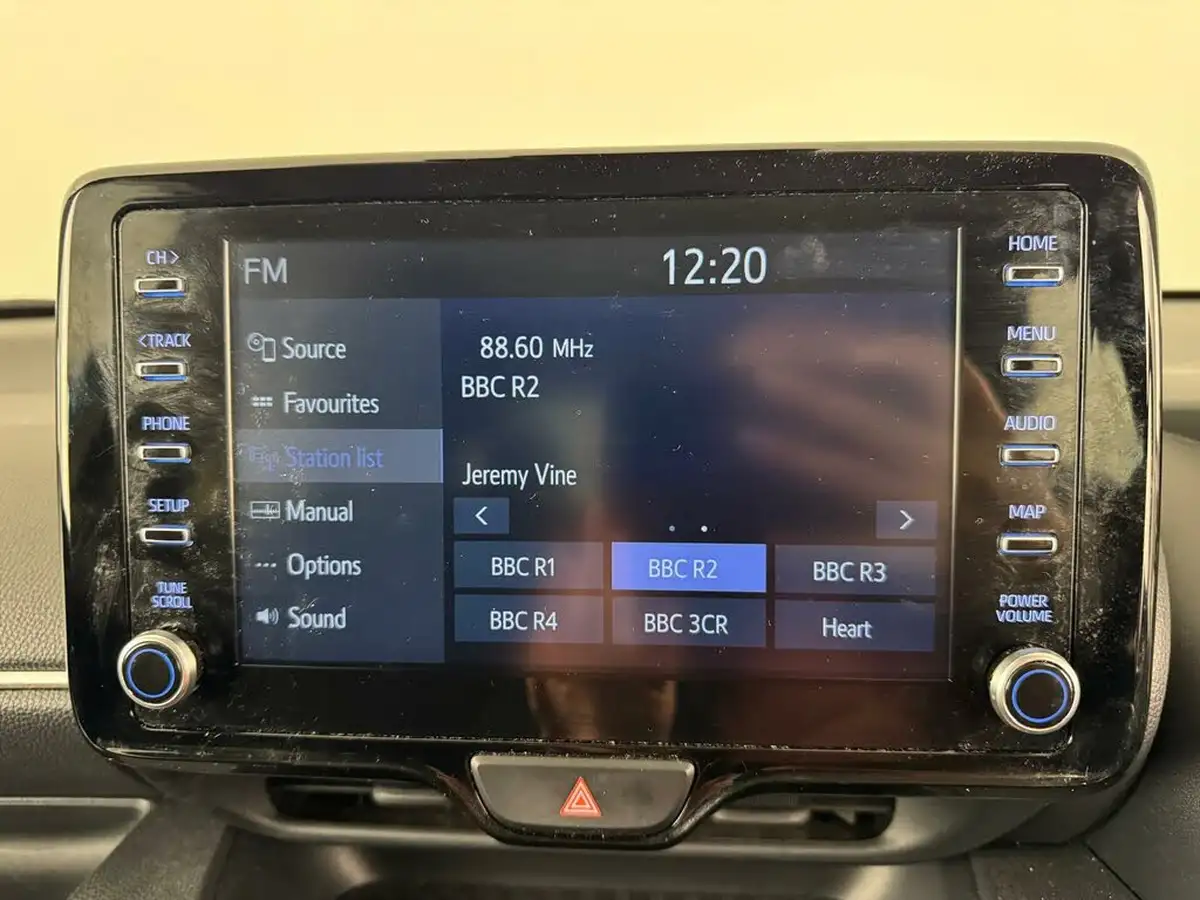 CH>
<TRACK
PHONE
SETUP
TUNE
SCROLL
FM
12:20
Source
Favourites
Station list
Manual
Options
Sound
88.60 MHz
BBC R2
Jeremy Vine
<
>
BBC R1
BBC R2
BBC R3
BBC R4
BBC 3CR
Heart
HOME
MENU
AUDIO
MAP
POWER
VOLUME